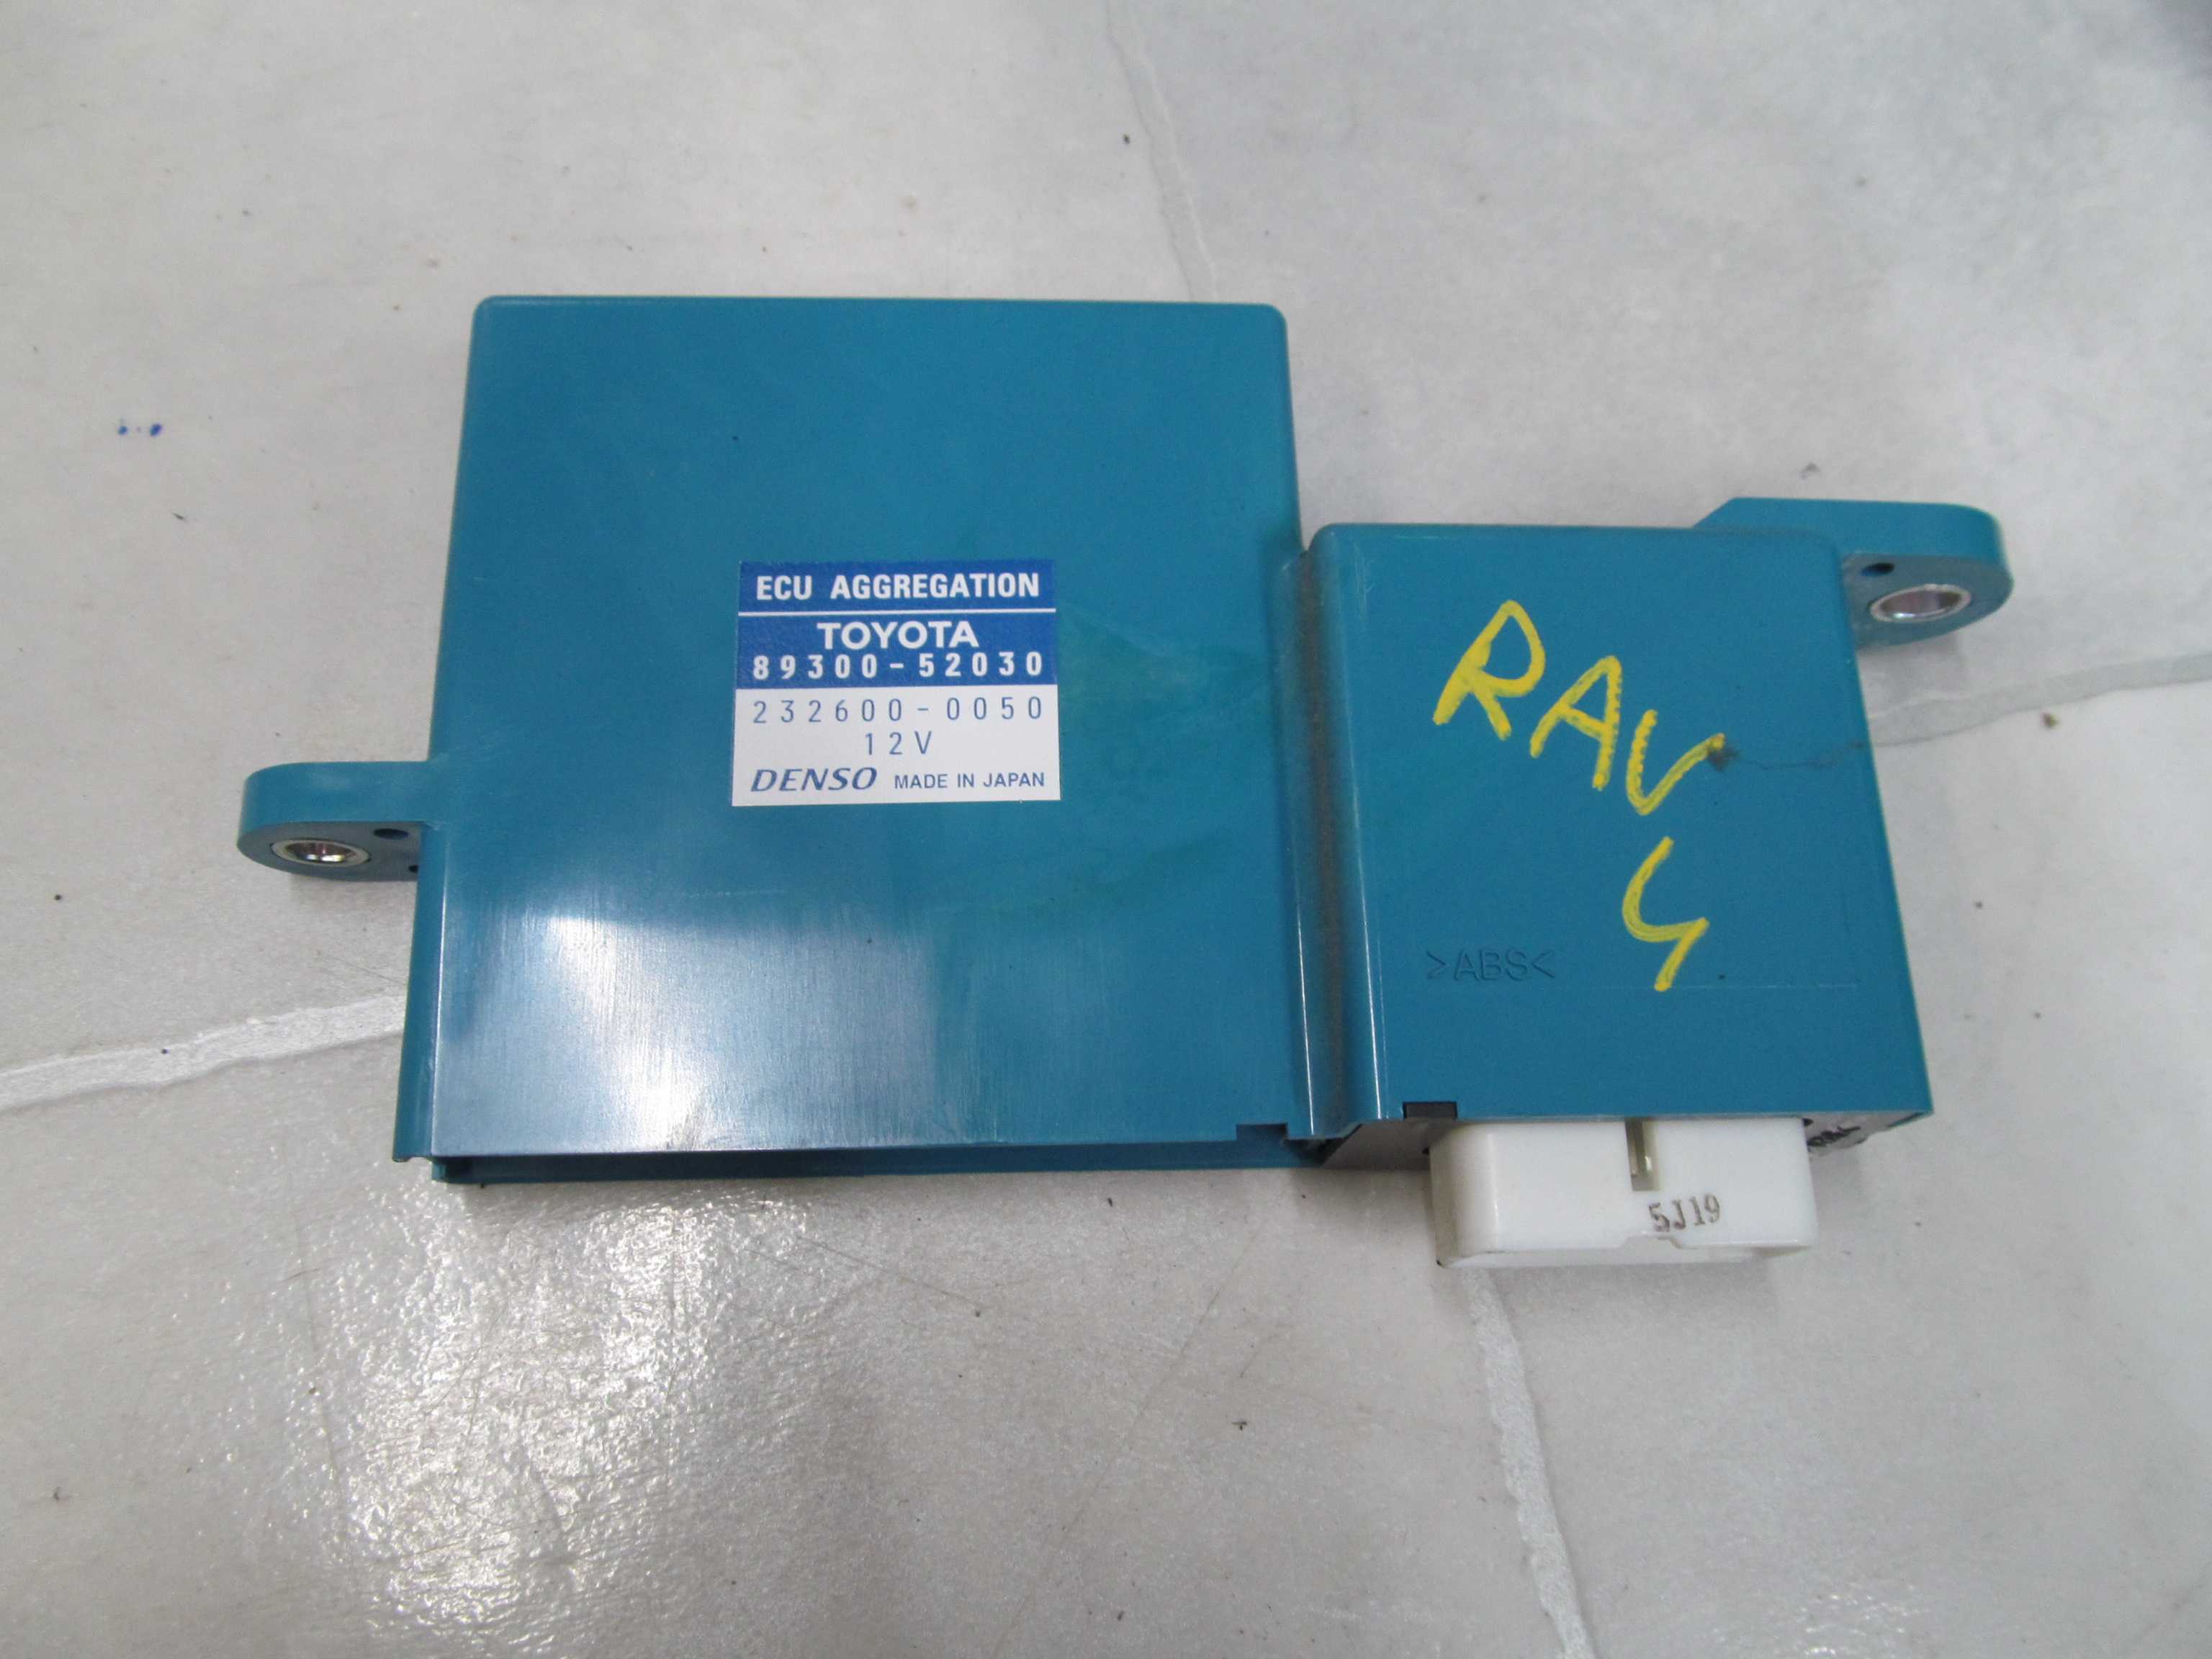 ECU AGGREGATION
TOYOTA
89300-52030
232600-0050
12V
DENSO MADE IN JAPAN
RAV
4
>ABS<
5J19